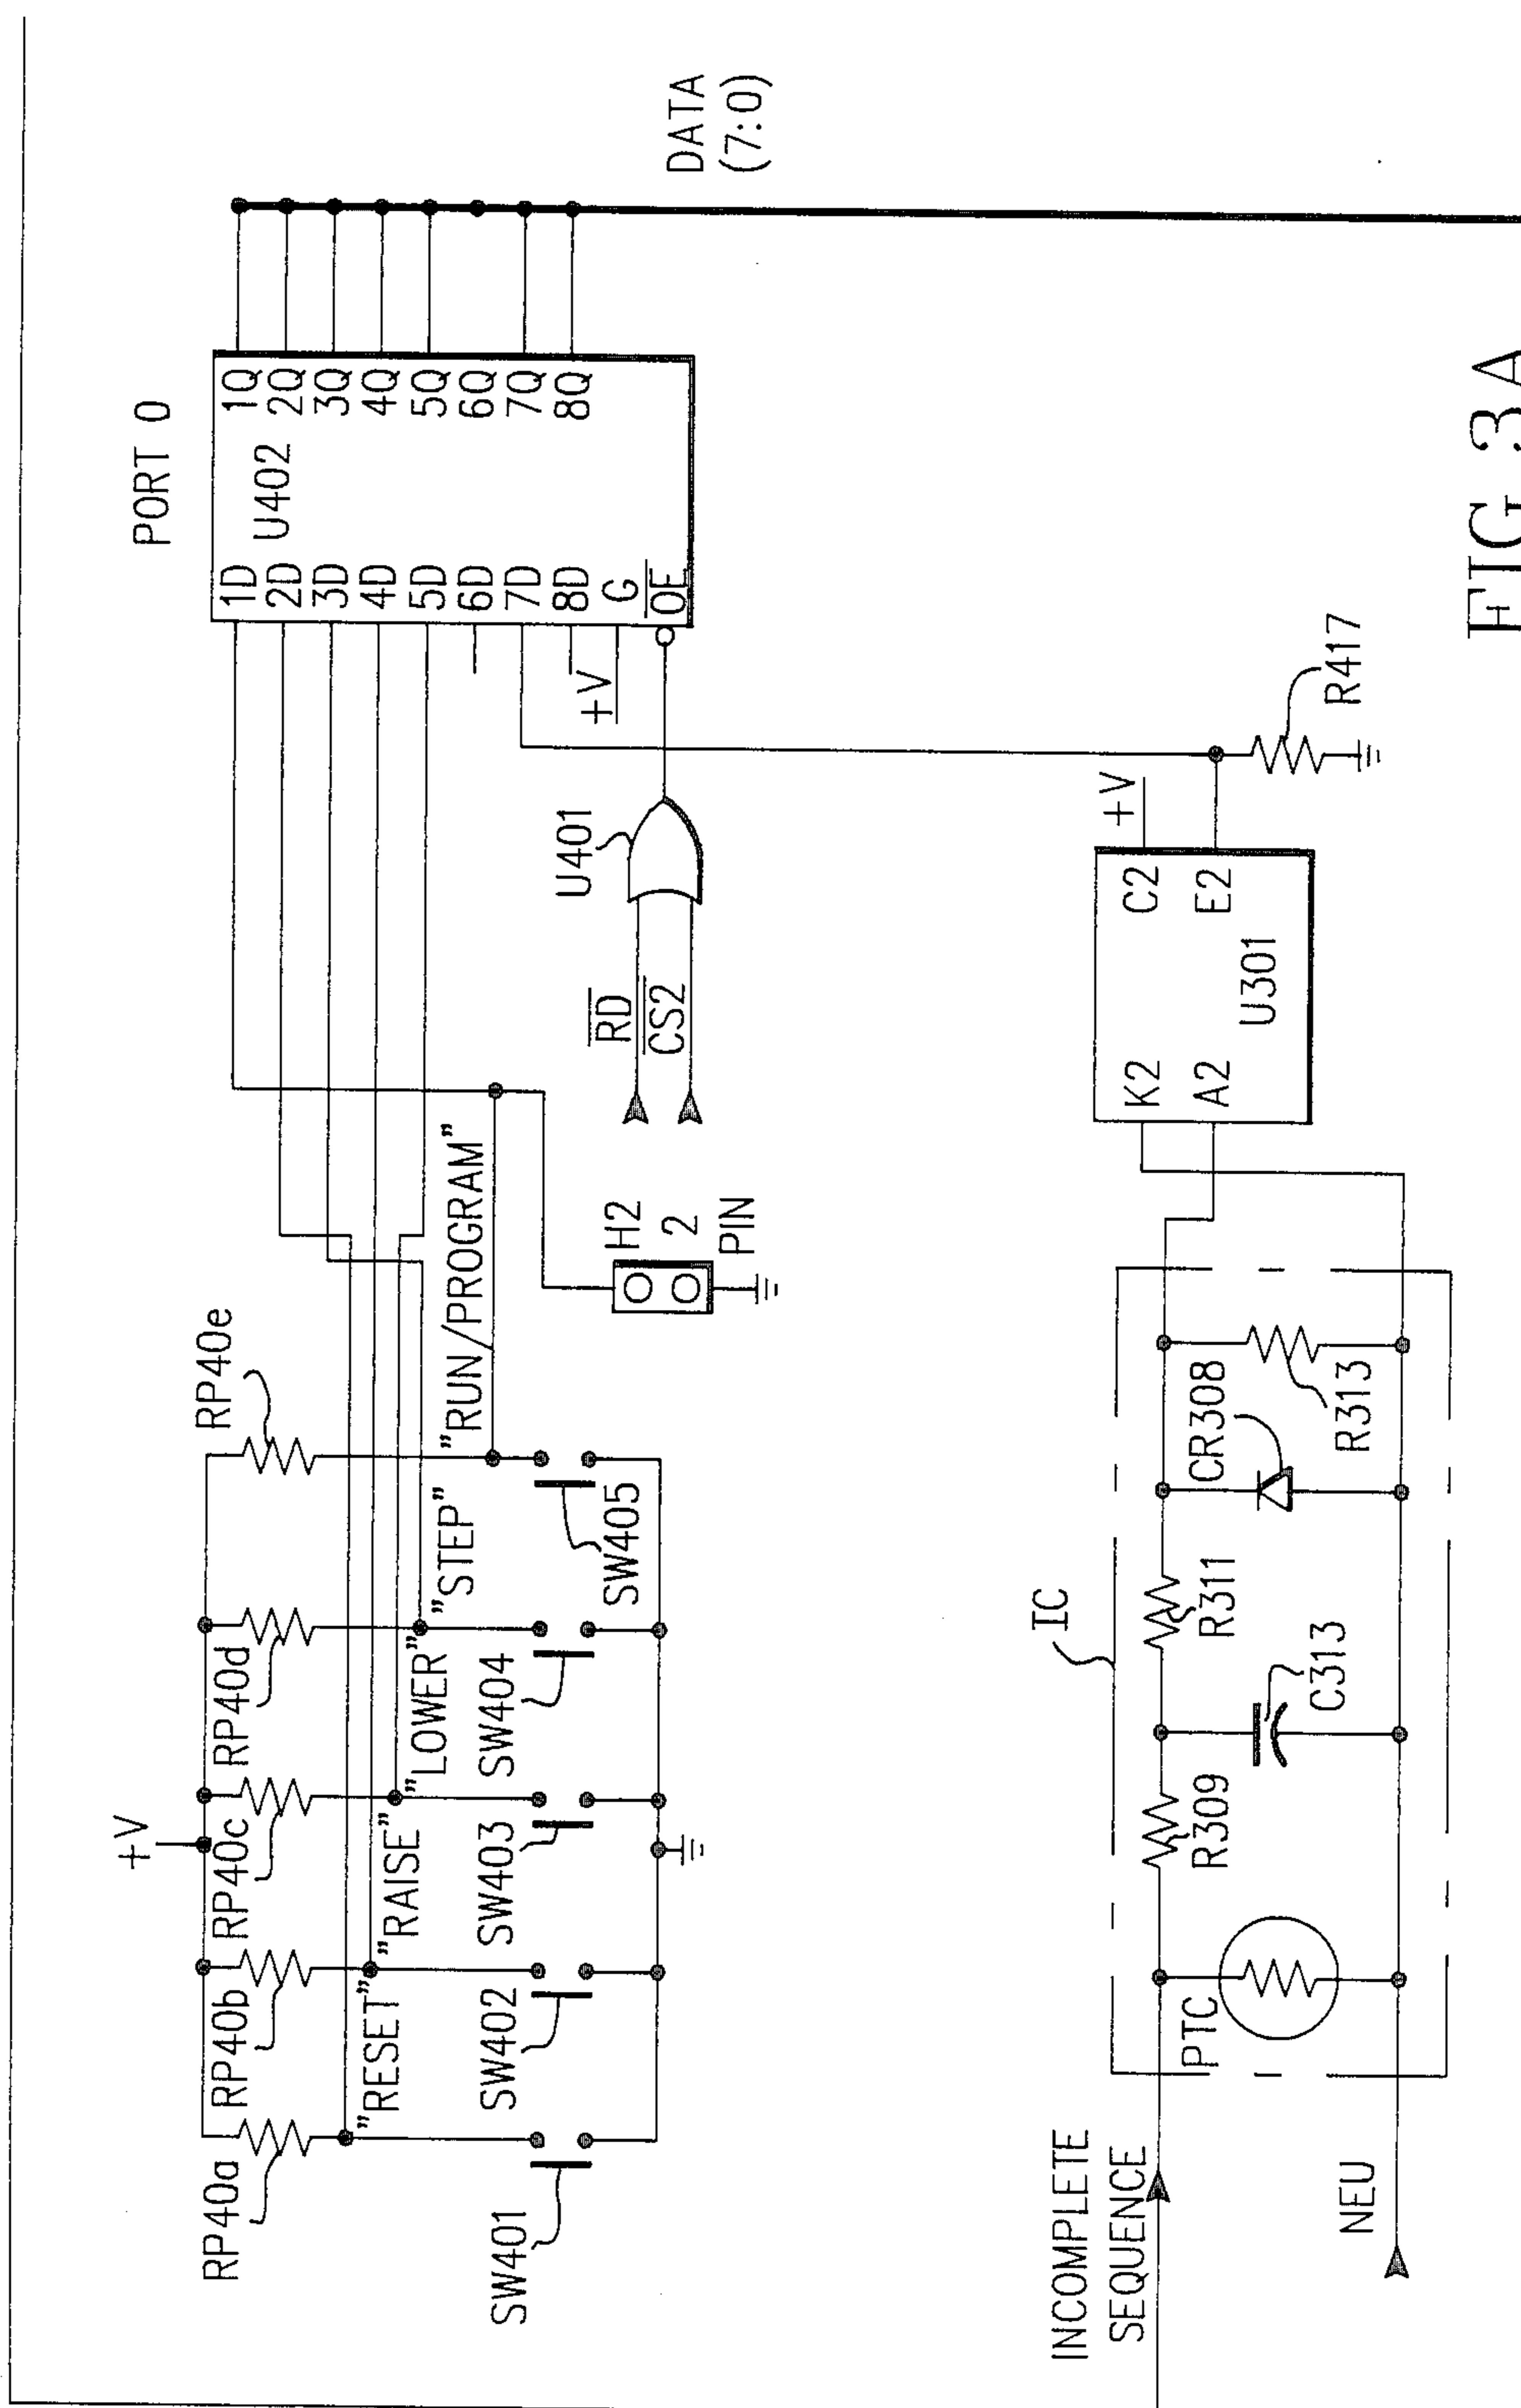 PORT 0
+V
RP40a
RP40b
RP40c
RP40d
RP40e
"RESET"
"RAISE"
"LOWER"
"STEP"
"RUN/PROGRAM"
SW401
SW402
SW403
SW404
SW405
H2
2
PIN
1D
2D
3D
4D
5D
6D
7D
8D
G
OE
U402
1Q
2Q
3Q
4Q
5Q
6Q
7Q
8Q
+V
U401
RD
CS2
DATA
(7:0)
INCOMPLETE
SEQUENCE
NEU
IC
PTC
R309
C313
R311
CR308
R313
K2
A2
U301
C2
E2
+V
R417
FIG 3A